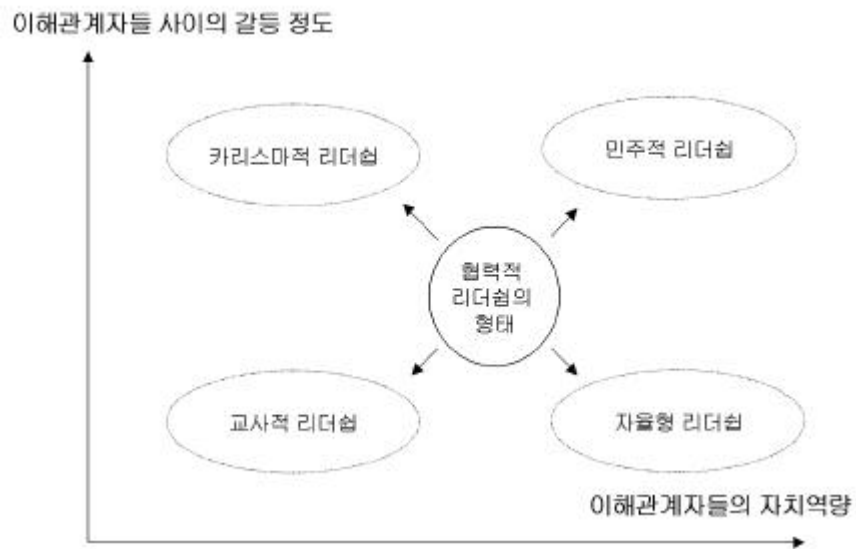 이해관계자들 사이의 갈등 정도
카리스마적 리더쉽
민주적 리더쉽
협력적
리더쉽의
형태
교사적 리더쉽
자율형 리더쉽
이해관계자들의 자치역량